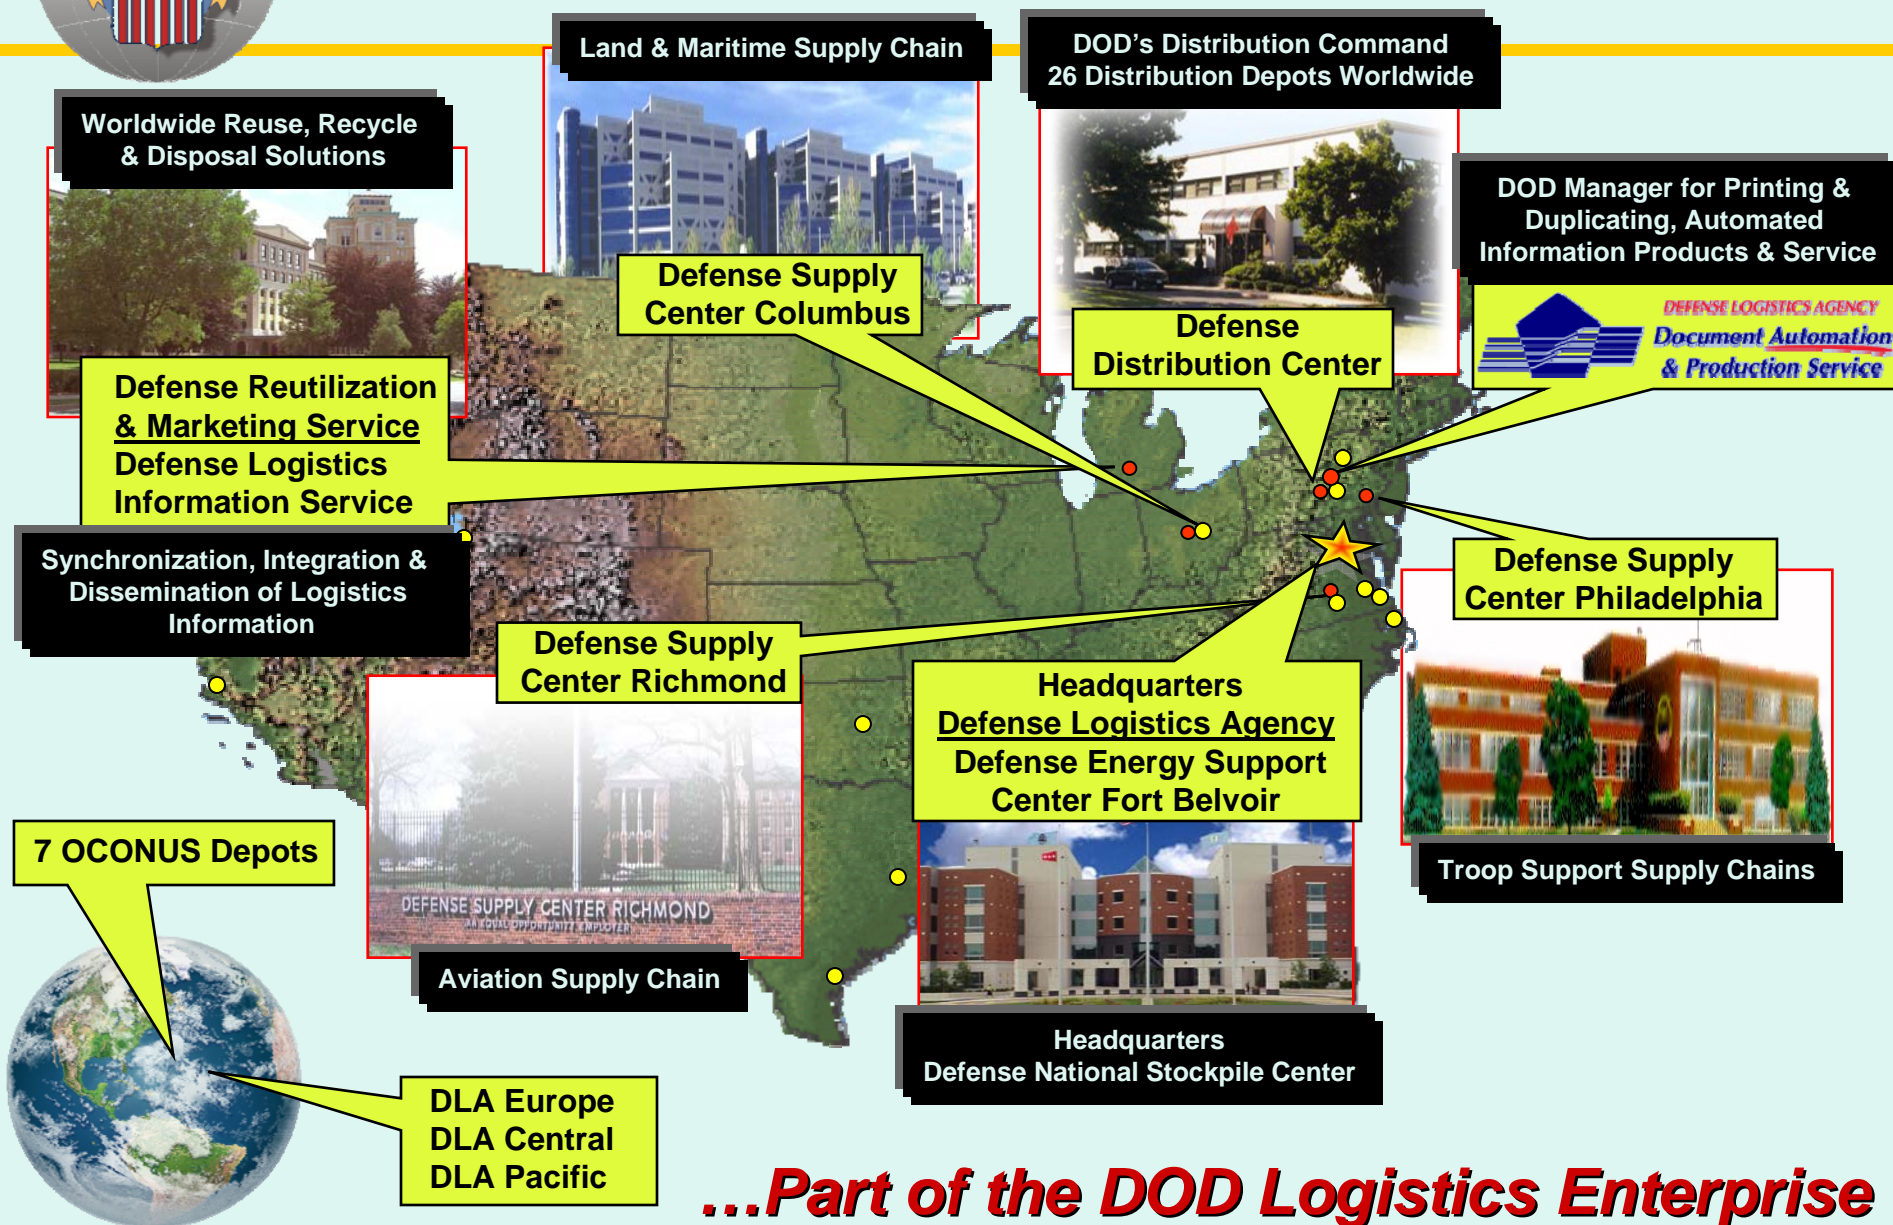 Land & Maritime Supply Chain
DOD's Distribution Command
26 Distribution Depots Worldwide
Worldwide Reuse, Recycle
& Disposal Solutions
DOD Manager for Printing &
Duplicating, Automated
Information Products & Service
Defense Supply
Center Columbus
Defense
Distribution Center
DEFENSE LOGISTICS AGENCY
Document Automation
& Production Service
Defense Reutilization
& Marketing Service
Defense Logistics
Information Service
Synchronization, Integration &
Dissemination of Logistics
Information
Defense Supply
Center Philadelphia
Defense Supply
Center Richmond
Headquarters
Defense Logistics Agency
Defense Energy Support
Center Fort Belvoir
7 OCONUS Depots
Troop Support Supply Chains
DEFENSE SUPPLY CENTER RICHMOND
AN EQUAL OPPORTUNITY EMPLOYER
Aviation Supply Chain
Headquarters
Defense National Stockpile Center
DLA Europe
DLA Central
DLA Pacific
...Part of the DOD Logistics Enterprise